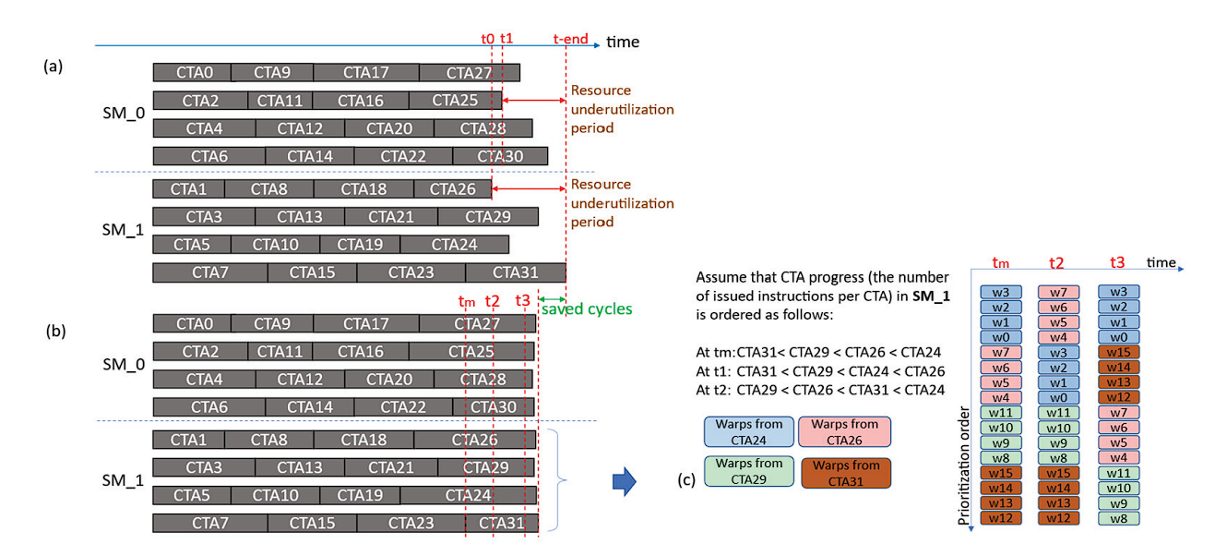 t0 t1 t-end time
(a)
CTA0 CTA9 CTA17 CTA27
CTA2 CTA11 CTA16 CTA25
CTA4 CTA12 CTA20 CTA28
CTA6 CTA14 CTA22 CTA30
SM_0
Resource
underutilization
period
CTA1 CTA8 CTA18 CTA26
CTA3 CTA13 CTA21 CTA29
CTA5 CTA10 CTA19 CTA24
CTA7 CTA15 CTA23 CTA31
SM_1
Resource
underutilization
period
tm t2 t3 saved cycles
(b)
CTA0 CTA9 CTA17 CTA27
CTA2 CTA11 CTA16 CTA25
CTA4 CTA12 CTA20 CTA28
CTA6 CTA14 CTA22 CTA30
SM_0
CTA1 CTA8 CTA18 CTA26
CTA3 CTA13 CTA21 CTA29
CTA5 CTA10 CTA19 CTA24
CTA7 CTA15 CTA23 CTA31
SM_1
Assume that CTA progress (the number
of issued instructions per CTA) in SM_1
is ordered as follows:
At tm:CTA31< CTA29 < CTA26 < CTA24
At t1: CTA31 < CTA29 < CTA24 < CTA26
At t2: CTA29 < CTA26 < CTA31 < CTA24
Warps from
CTA24
Warps from
CTA26
Warps from
CTA29
Warps from
CTA31
(c)
tm t2 t3 time
w3 w7 w3
w2 w6 w2
w1 w5 w1
w0 w4 w0
w7 w3 w15
w6 w2 w14
w5 w1 w13
w4 w0 w12
w11 w11 w7
w10 w10 w6
w9 w9 w5
w8 w8 w4
w15 w15 w11
w14 w14 w10
w13 w13 w9
w12 w12 w8
Prioritization order